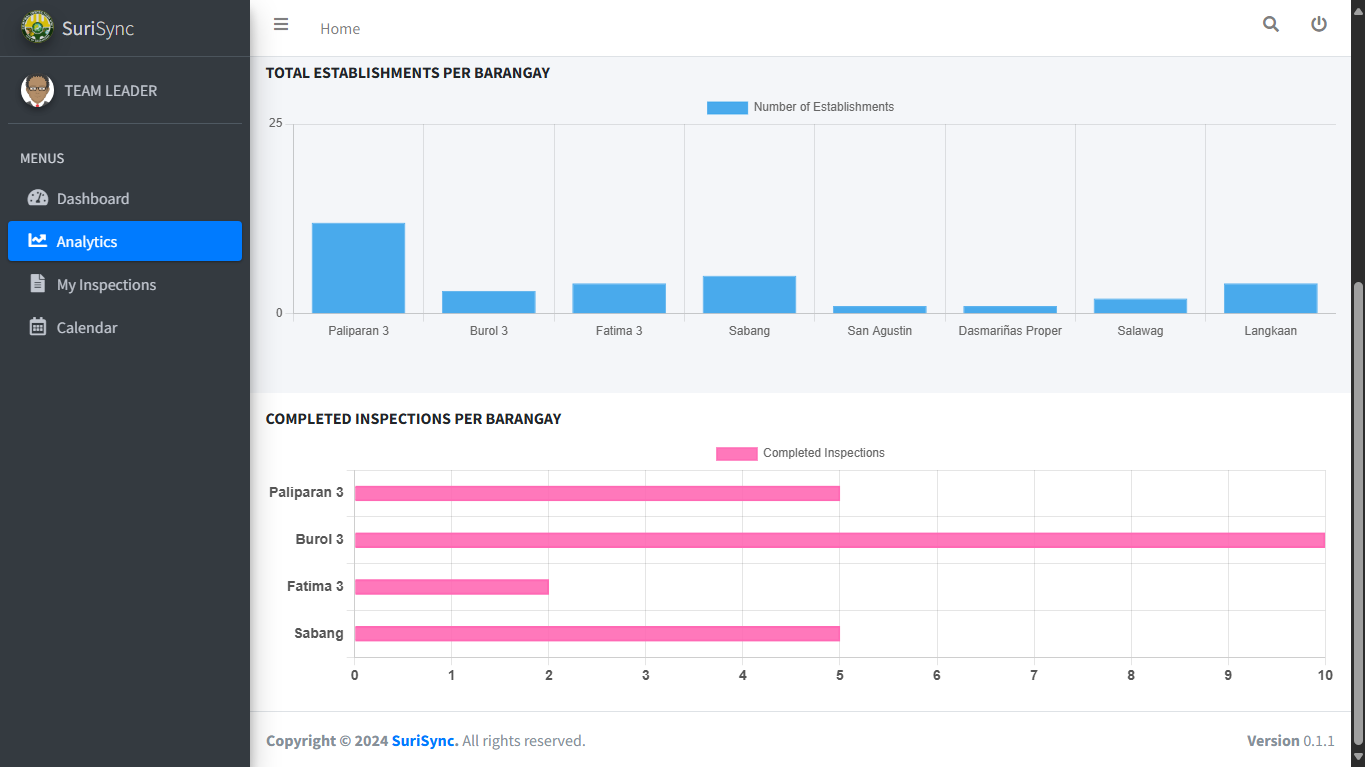 SuriSync
Home
TEAM LEADER
MENUS
Dashboard
Analytics
My Inspections
Calendar
TOTAL ESTABLISHMENTS PER BARANGAY
Number of Establishments
25
0
Paliparan 3 Burol 3 Fatima 3 Sabang San Agustin Dasmariñas Proper Salawag Langkaan
COMPLETED INSPECTIONS PER BARANGAY
Completed Inspections
Paliparan 3
Burol 3
Fatima 3
Sabang
0 1 2 3 4 5 6 7 8 9 10
Copyright © 2024 SuriSync. All rights reserved.
Version 0.1.1